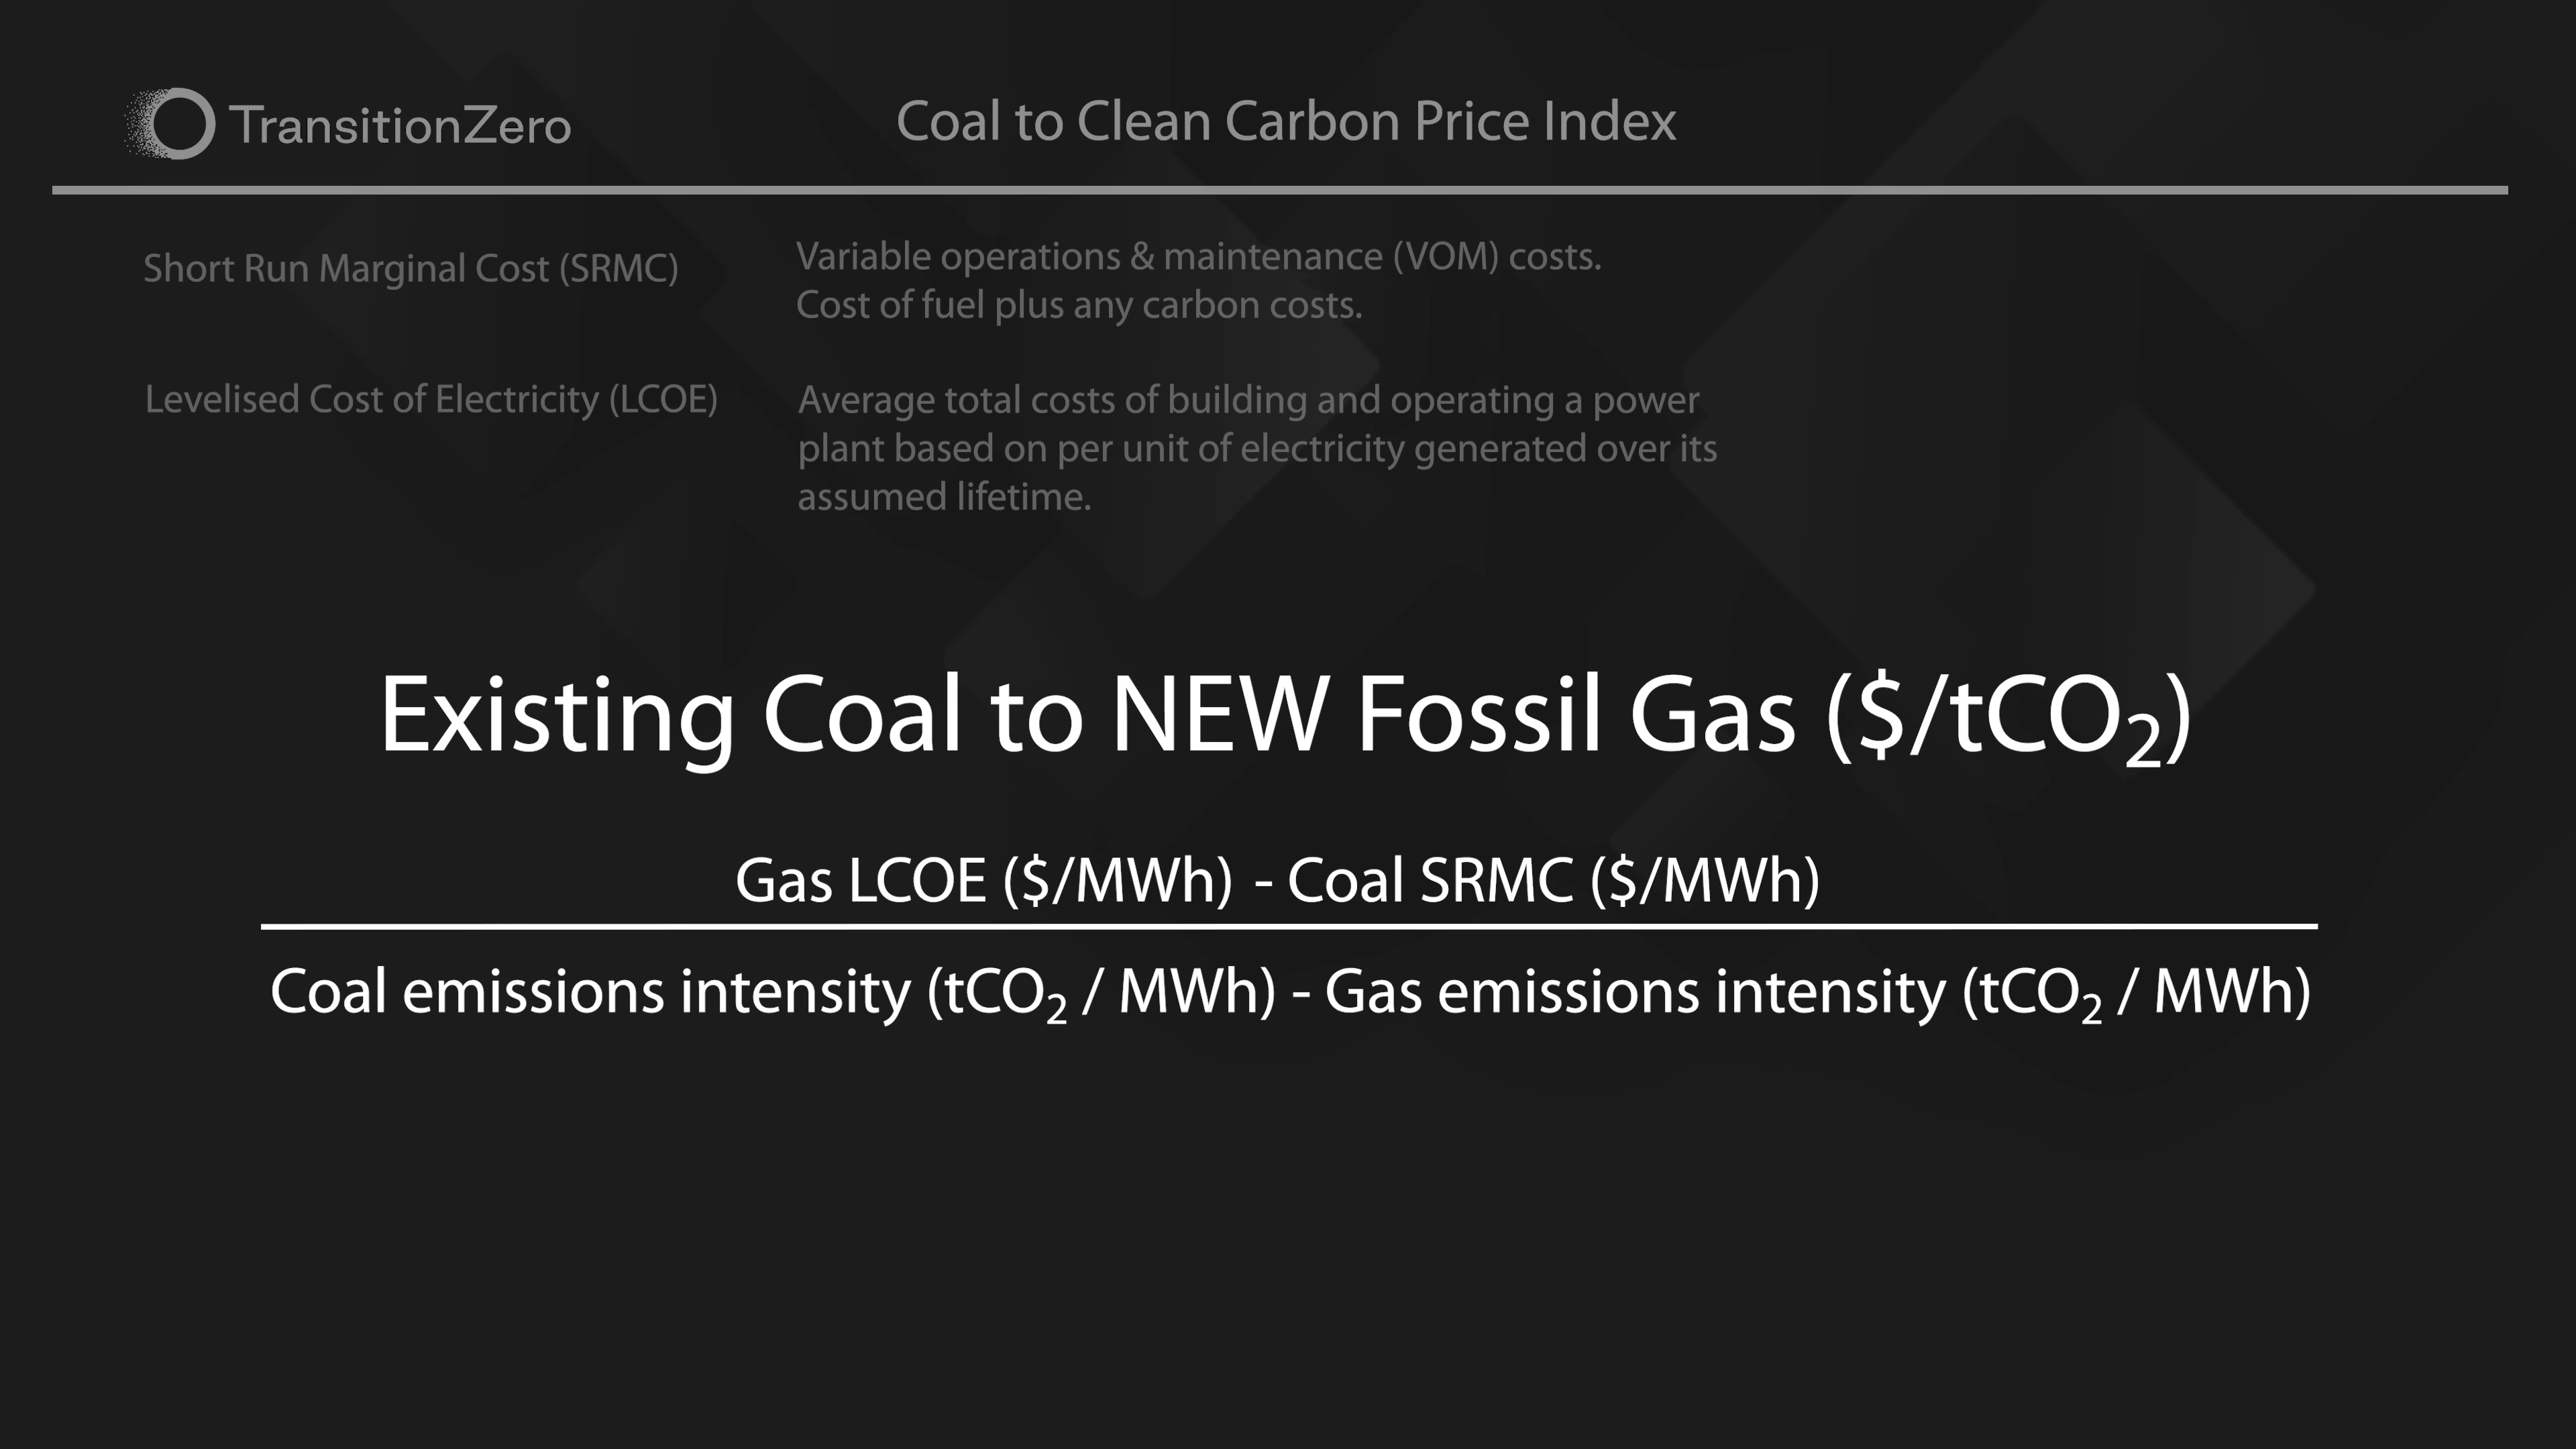 TransitionZero
Coal to Clean Carbon Price Index
Short Run Marginal Cost (SRMC)
Variable operations & maintenance (VOM) costs.
Cost of fuel plus any carbon costs.
Levelised Cost of Electricity (LCOE)
Average total costs of building and operating a power
plant based on per unit of electricity generated over its
assumed lifetime.
Existing Coal to NEW Fossil Gas ($/tCO₂)
Gas LCOE ($/MWh) - Coal SRMC ($/MWh)
Coal emissions intensity (tCO₂ / MWh) - Gas emissions intensity (tCO₂ / MWh)